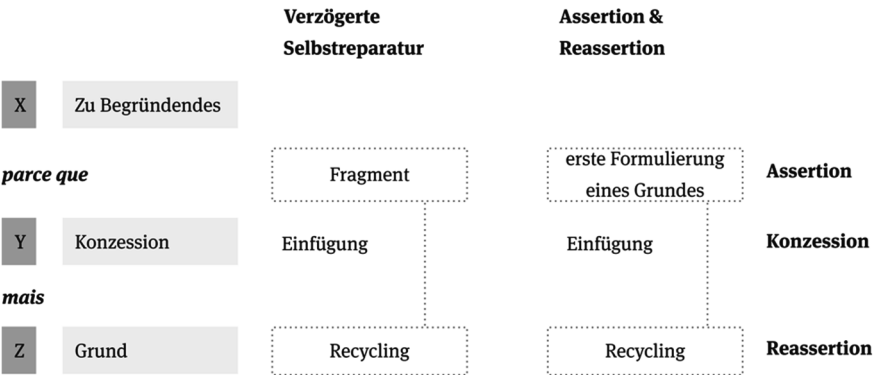 Verzögerte Selbstreparatur
Assertion & Reassertion
X Zu Begründendes
parce que Fragment erste Formulierung eines Grundes Assertion
Y Konzession Einfügung Einfügung Konzession
mais
Z Grund Recycling Recycling Reassertion